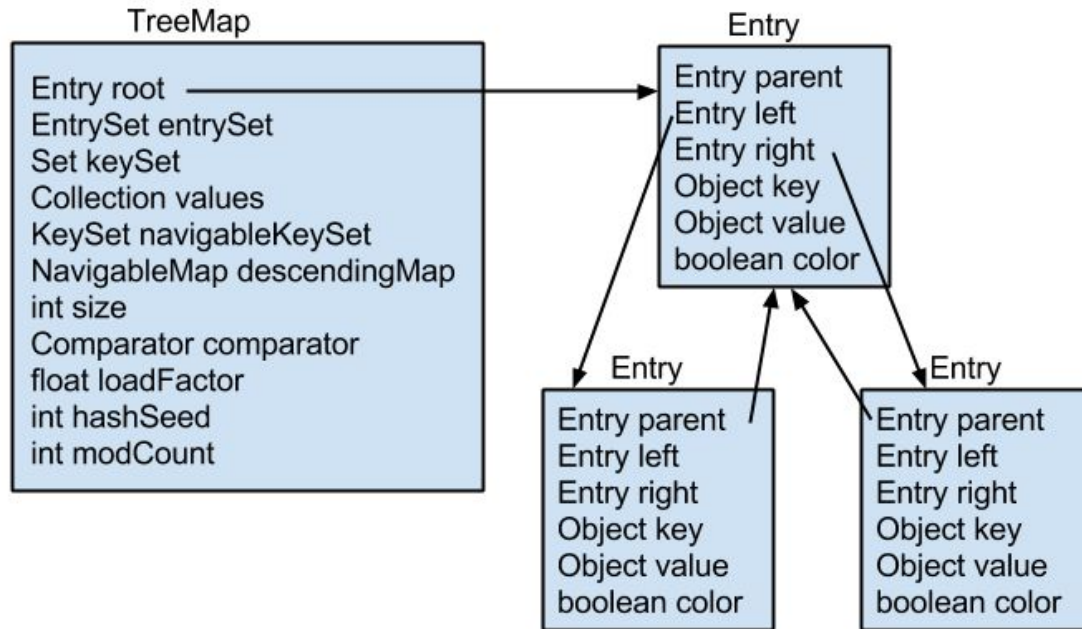 TreeMap
Entry root
EntrySet entrySet
Set keySet
Collection values
KeySet navigableKeySet
NavigableMap descendingMap
int size
Comparator comparator
float loadFactor
int hashSeed
int modCount
Entry
Entry parent
Entry left
Entry right
Object key
Object value
boolean color
Entry
Entry parent
Entry left
Entry right
Object key
Object value
boolean color
Entry
Entry parent
Entry left
Entry right
Object key
Object value
boolean color